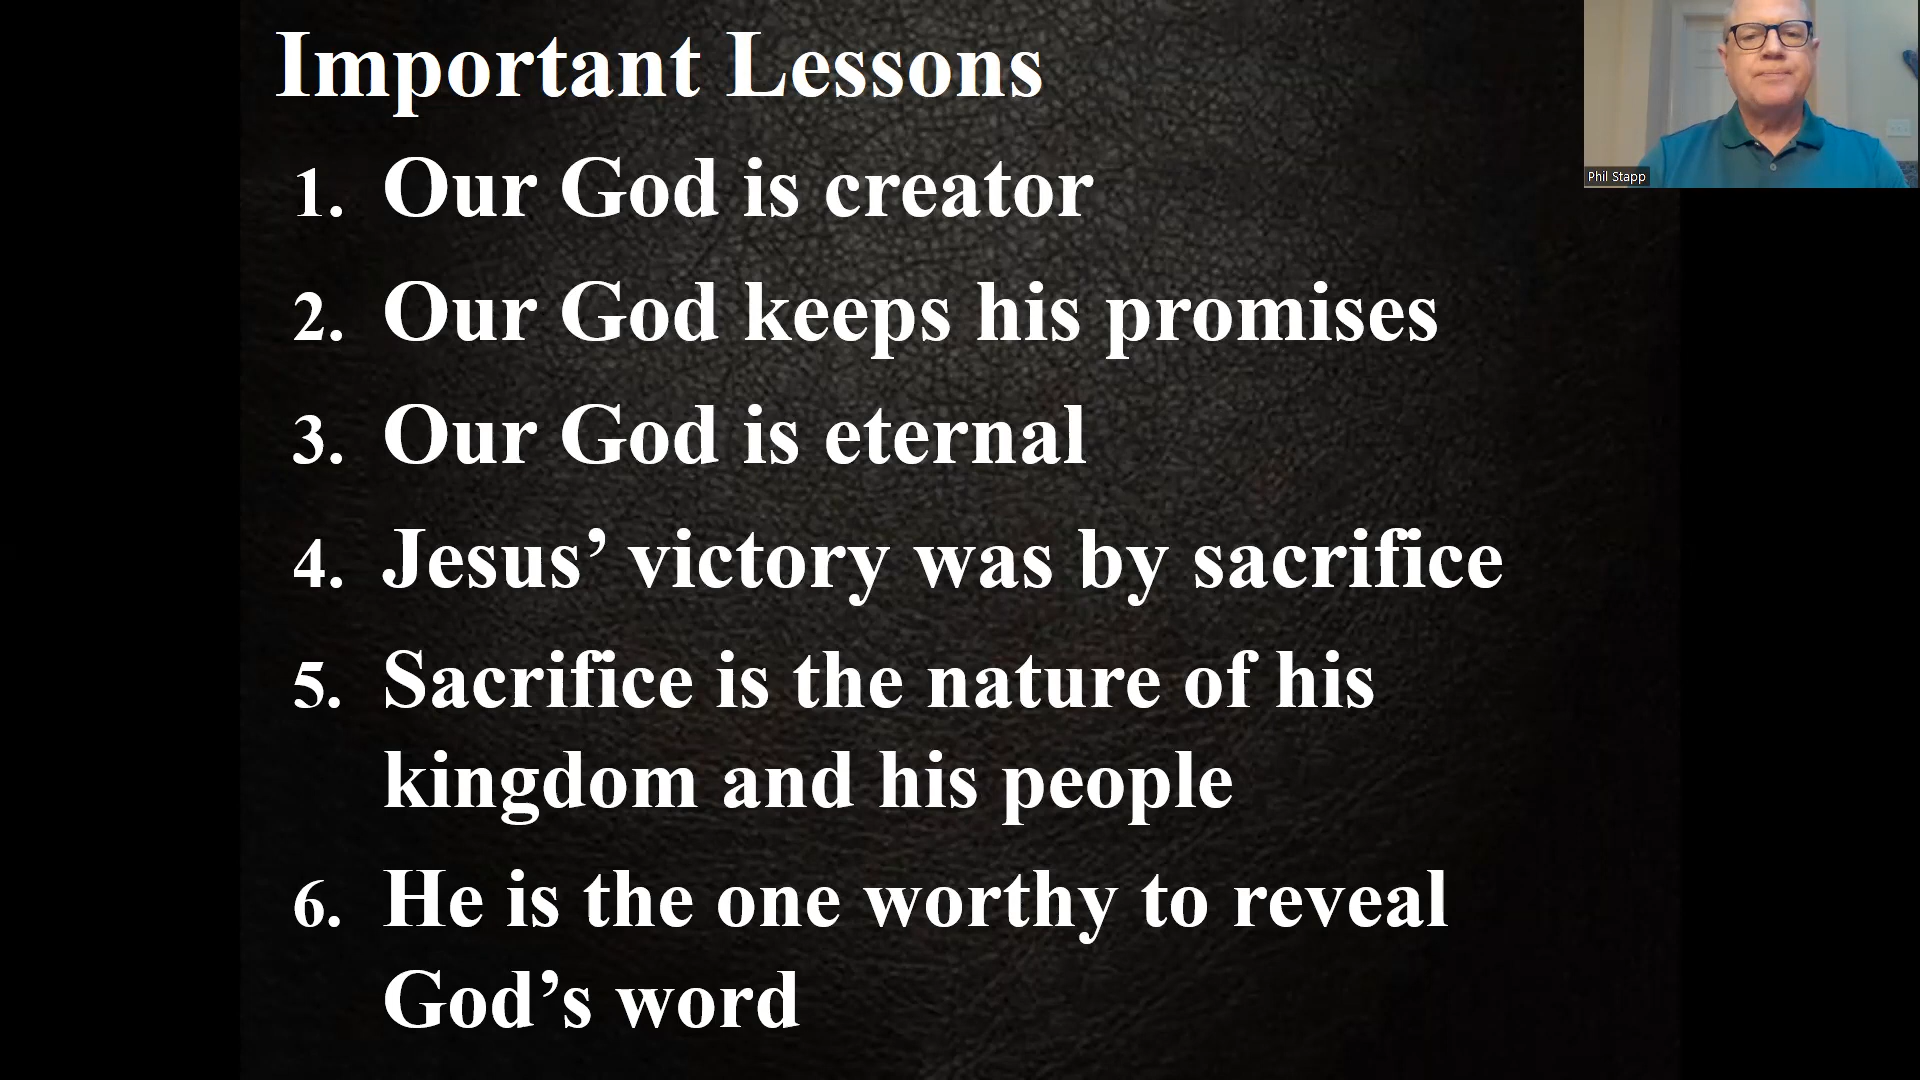 Important Lessons
1. Our God is creator
2. Our God keeps his promises
3. Our God is eternal
4. Jesus’ victory was by sacrifice
5. Sacrifice is the nature of his
kingdom and his people
6. He is the one worthy to reveal
God’s word
Phil Stapp